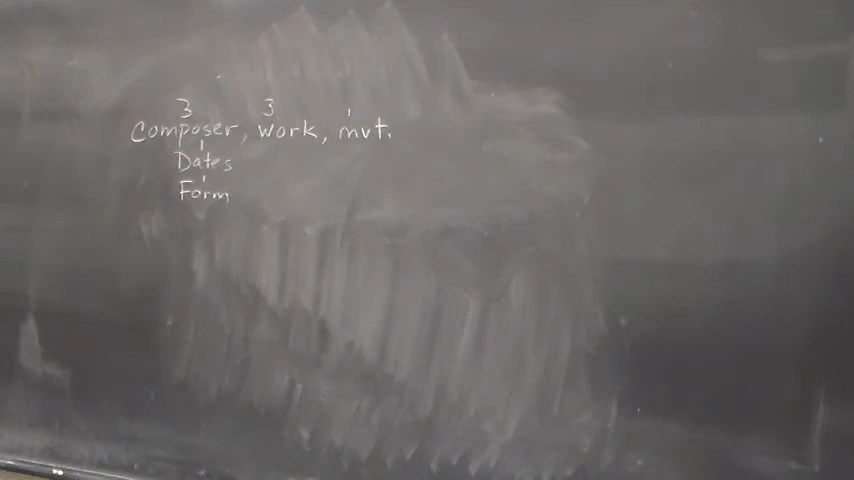 3 3 1
Composer, work, mvt.
1
Dates
1
Form